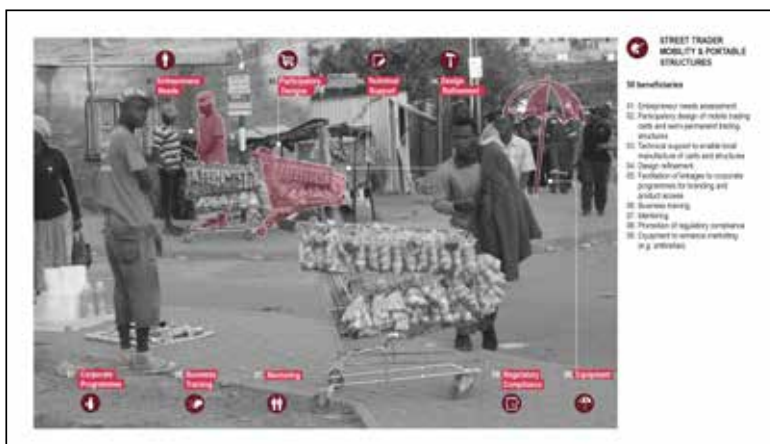 Entrepreneur
Needs
Participatory
Designs
Technical
Support
Design
Refinement
STREET TRADER
MOBILITY & PORTABLE
STRUCTURES
50 beneficiaries
01 Entrepreneur needs assessment
02 Participatory design of mobile trading
carts and semi-permanent trading
structures
03 Technical support to enable local
manufacture of carts and structures
04 Design refinement
05 Facilitation of linkages to corporate
programmes for branding and
product access
06 Business training
07 Mentoring
08 Promotion of regulatory compliance
09 Equipment to enhance marketing
(e.g. umbrellas)
Corporate
Programme
Business
Training
Mentoring
Regulatory
Compliance
Equipment